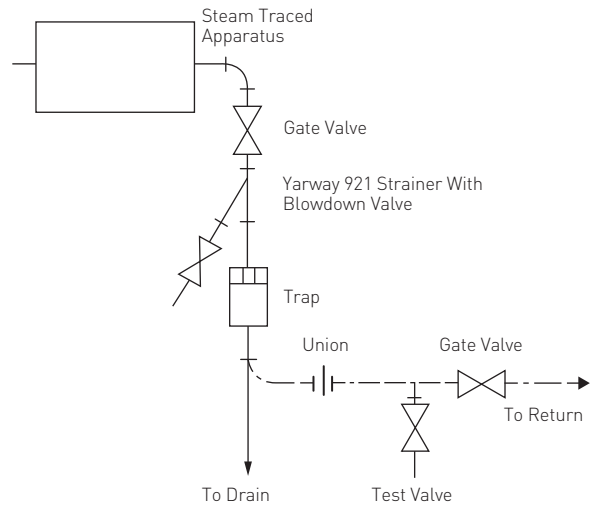 Steam Traced
Apparatus
Gate Valve
Yarway 921 Strainer With
Blowdown Valve
Trap
Union
Gate Valve
To Return
To Drain
Test Valve